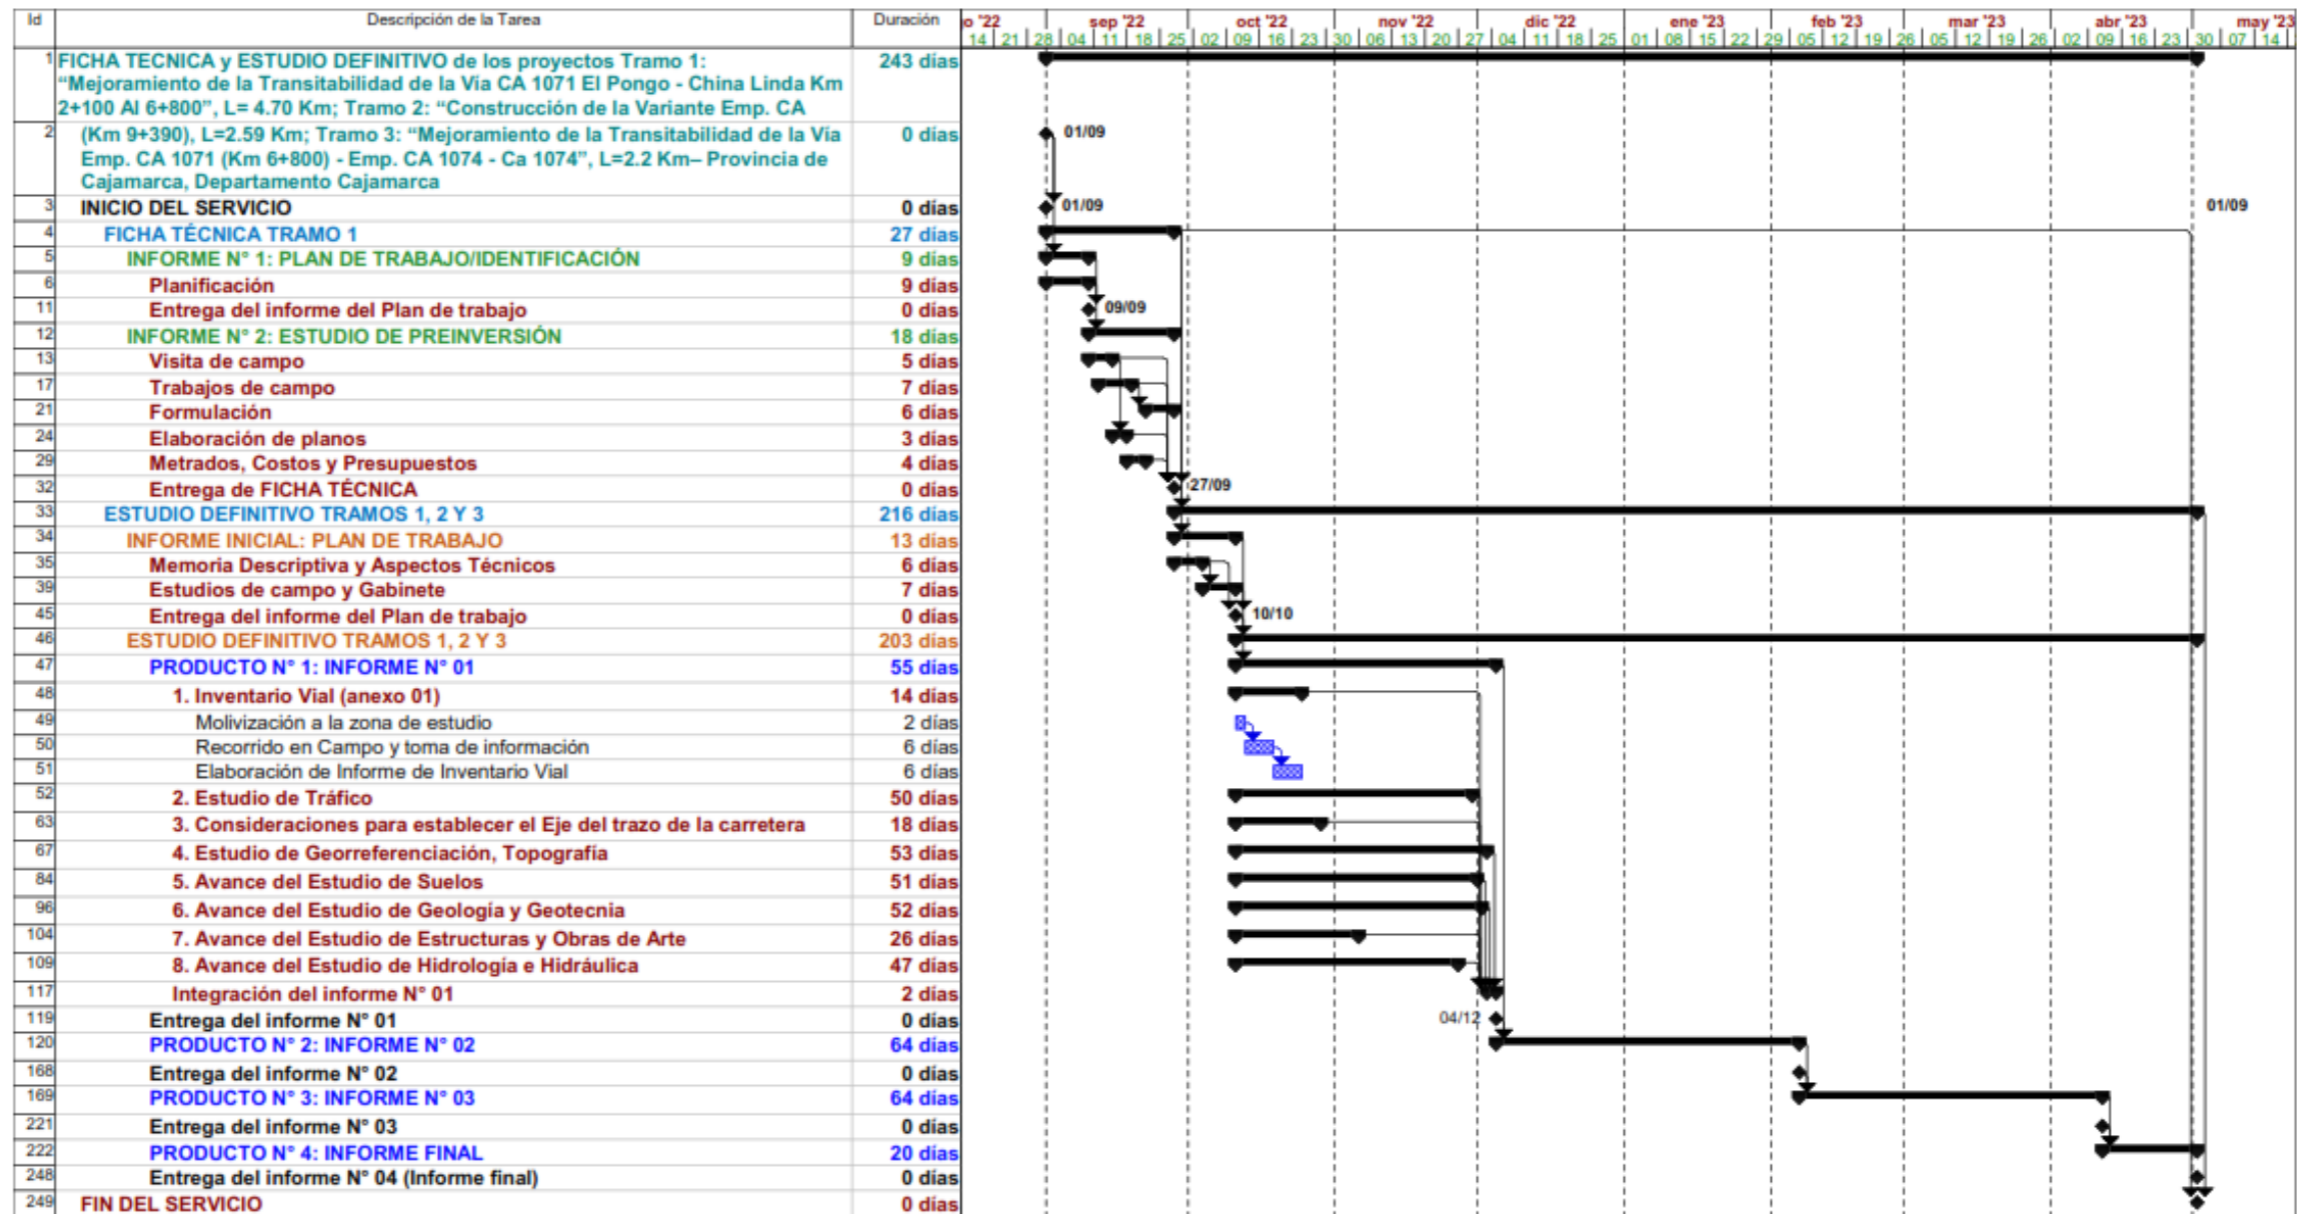 Id Descripción de la Tarea Duración o '22 sep '22 oct '22 nov '22 dic '22 ene '23 feb '23 mar '23 abr '23 may '23
14 21 28 04 11 18 25 02 09 16 23 30 06 13 20 27 04 11 18 25 01 08 15 22 29 05 12 19 26 05 12 19 26 02 09 16 23 30 07 14
1 FICHA TECNICA y ESTUDIO DEFINITIVO de los proyectos Tramo 1: 243 días
“Mejoramiento de la Transitabilidad de la Vía CA 1071 El Pongo - China Linda Km
2+100 Al 6+800”, L= 4.70 Km; Tramo 2: “Construcción de la Variante Emp. CA
2 (Km 9+390), L=2.59 Km; Tramo 3: “Mejoramiento de la Transitabilidad de la Vía 0 días 01/09
Emp. CA 1071 (Km 6+800) - Emp. CA 1074 - Ca 1074”, L=2.2 Km– Provincia de
Cajamarca, Departamento Cajamarca
3 INICIO DEL SERVICIO 0 días 01/09 01/09
4 FICHA TÉCNICA TRAMO 1 27 días
5 INFORME N° 1: PLAN DE TRABAJO/IDENTIFICACIÓN 9 días
6 Planificación 9 días
11 Entrega del informe del Plan de trabajo 0 días 09/09
12 INFORME N° 2: ESTUDIO DE PREINVERSIÓN 18 días
13 Visita de campo 5 días
17 Trabajos de campo 7 días
21 Formulación 6 días
24 Elaboración de planos 3 días
29 Metrados, Costos y Presupuestos 4 días
32 Entrega de FICHA TÉCNICA 0 días 27/09
33 ESTUDIO DEFINITIVO TRAMOS 1, 2 Y 3 216 días
34 INFORME INICIAL: PLAN DE TRABAJO 13 días
35 Memoria Descriptiva y Aspectos Técnicos 6 días
39 Estudios de campo y Gabinete 7 días
45 Entrega del informe del Plan de trabajo 0 días 10/10
46 ESTUDIO DEFINITIVO TRAMOS 1, 2 Y 3 203 días
47 PRODUCTO N° 1: INFORME N° 01 55 días
48 1. Inventario Vial (anexo 01) 14 días
49 Molivización a la zona de estudio 2 días
50 Recorrido en Campo y toma de información 6 días
51 Elaboración de Informe de Inventario Vial 6 días
52 2. Estudio de Tráfico 50 días
63 3. Consideraciones para establecer el Eje del trazo de la carretera 18 días
67 4. Estudio de Georreferenciación, Topografía 53 días
84 5. Avance del Estudio de Suelos 51 días
96 6. Avance del Estudio de Geología y Geotecnia 52 días
104 7. Avance del Estudio de Estructuras y Obras de Arte 26 días
109 8. Avance del Estudio de Hidrología e Hidráulica 47 días
117 Integración del informe N° 01 2 días
119 Entrega del informe N° 01 0 días 04/12
120 PRODUCTO N° 2: INFORME N° 02 64 días
168 Entrega del informe N° 02 0 días
169 PRODUCTO N° 3: INFORME N° 03 64 días
221 Entrega del informe N° 03 0 días
222 PRODUCTO N° 4: INFORME FINAL 20 días
248 Entrega del informe N° 04 (Informe final) 0 días
249 FIN DEL SERVICIO 0 días